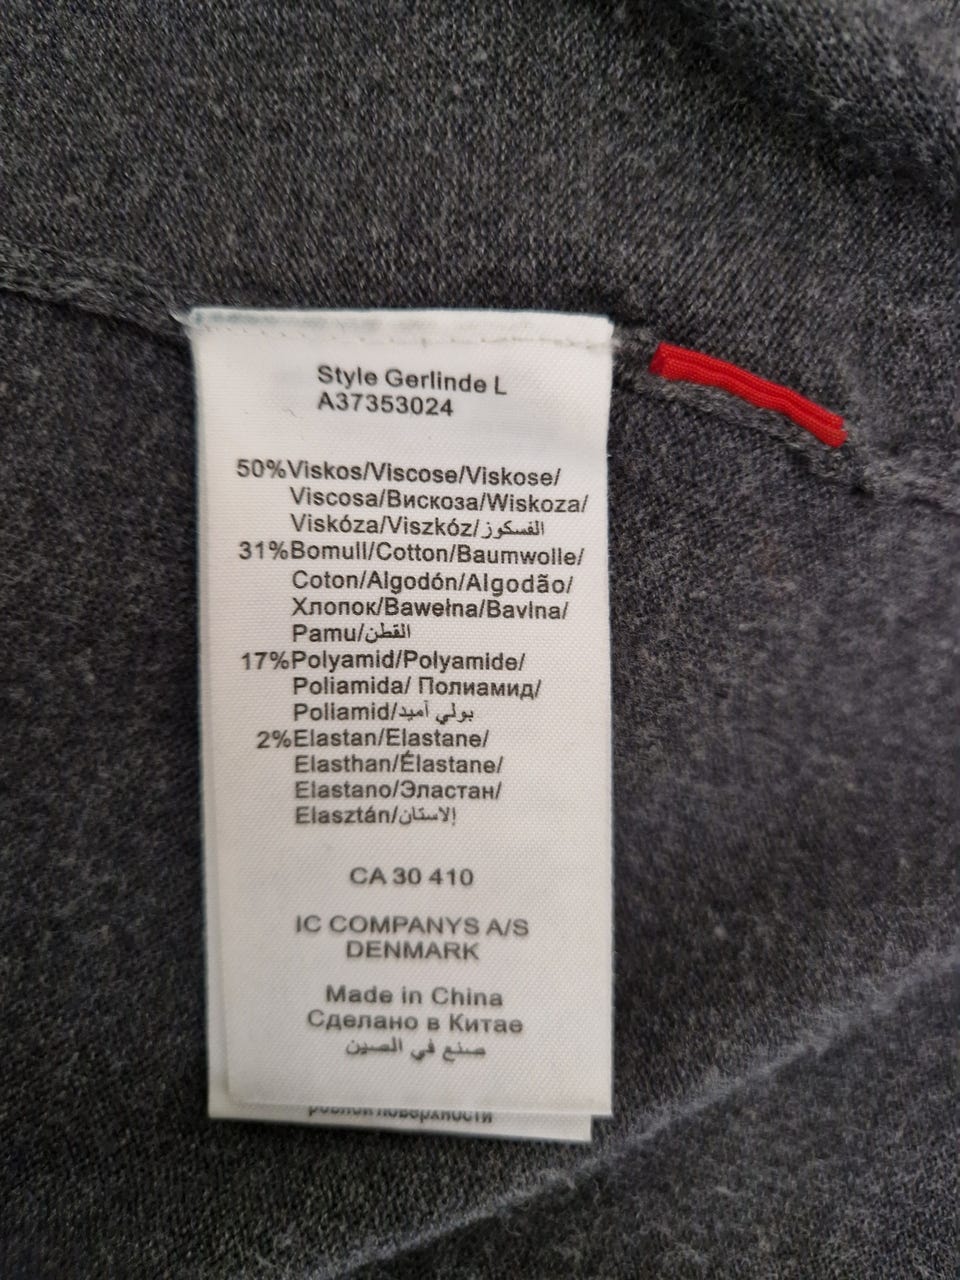 Style Gerlinde L
A37353024
50%Viskos/Viscose/Viskose/
Viscosa/Вискоза/Wiskoza/
Viskóza/Viszkóz/الفسكوز
31%Bomull/Cotton/Baumwolle/
Coton/Algodón/Algodão/
Хлопок/Bawełna/Bavlna/
Pamu/القطن
17%Polyamid/Polyamide/
Poliamida/ Полиамид/
Poliamid/بولي أميد
2%Elastan/Elastane/
Elasthan/Élastane/
Elastano/Эластан/
Elasztán/إلاستان
CA 30 410
IC COMPANYS A/S
DENMARK
Made in China
Сделано в Китае
صنع في الصين
ровной поверхности